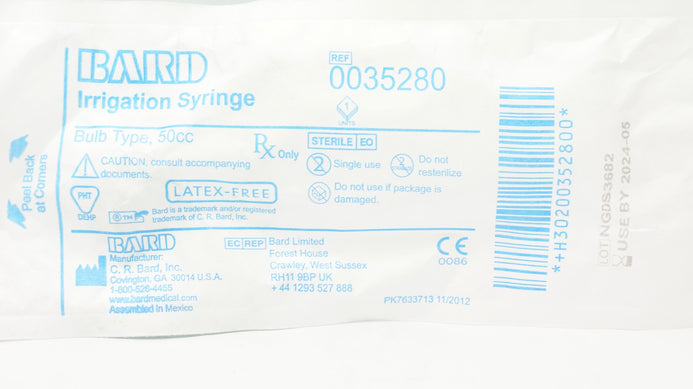 BARD
Irrigation Syringe
REF
0035280
1
UNITS
Bulb Type, 50cc
Rx Only
STERILE EO
CAUTION, consult accompanying
documents.
2
Single use
2
Do not
resterilize
Do not use if package is
damaged.
PHT
DEHP
LATEX-FREE
Bard is a trademark and/or registered
trademark of C. R. Bard, Inc.
Peel Back
at Corners
BARD
Manufacturer:
C. R. Bard, Inc.
Covington, GA 30014 U.S.A.
1-800-526-4455
www.bardmedical.com
Assembled in Mexico
EC REP
Bard Limited
Forest House
Crawley, West Sussex
RH11 9BP UK
+ 44 1293 527 888
CE
0086
PK7633713 11/2012
*+H30200352800*
LOT NGDS3682
USE BY 2024-05